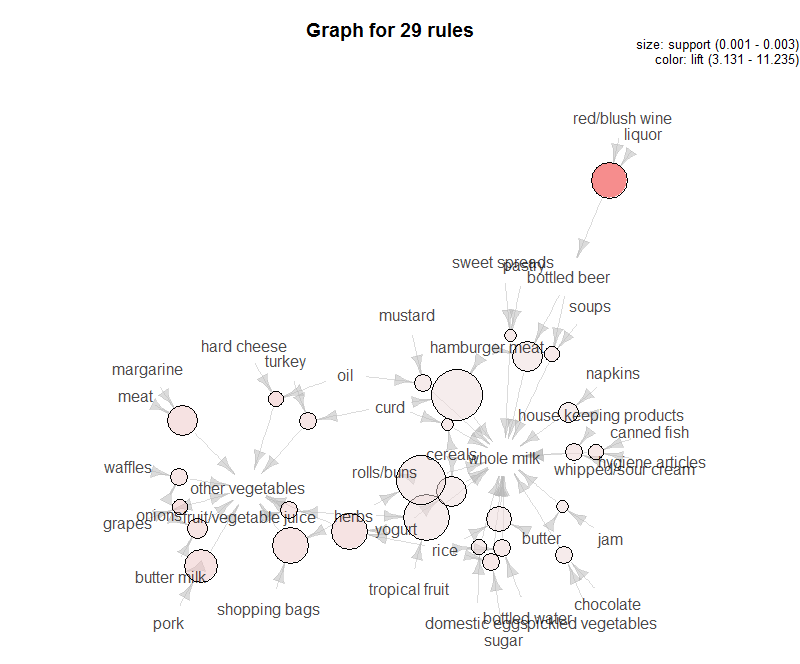 Graph for 29 rules
size: support (0.001 - 0.003)
color: lift (3.131 - 11.235)
red/blush wine
liquor
sweet spreads
pastry
bottled beer
soups
mustard
hamburger meat
hard cheese
turkey
margarine
oil
napkins
meat
curd
house keeping products
canned fish
cereals
whole milk
hygiene articles
waffles
rolls/buns
whipped/sour cream
other vegetables
onions
fruit/vegetable juice
herbs
grapes
yogurt
butter
jam
rice
butter milk
tropical fruit
shopping bags
chocolate
bottled water
pork
domestic eggs
pickled vegetables
sugar